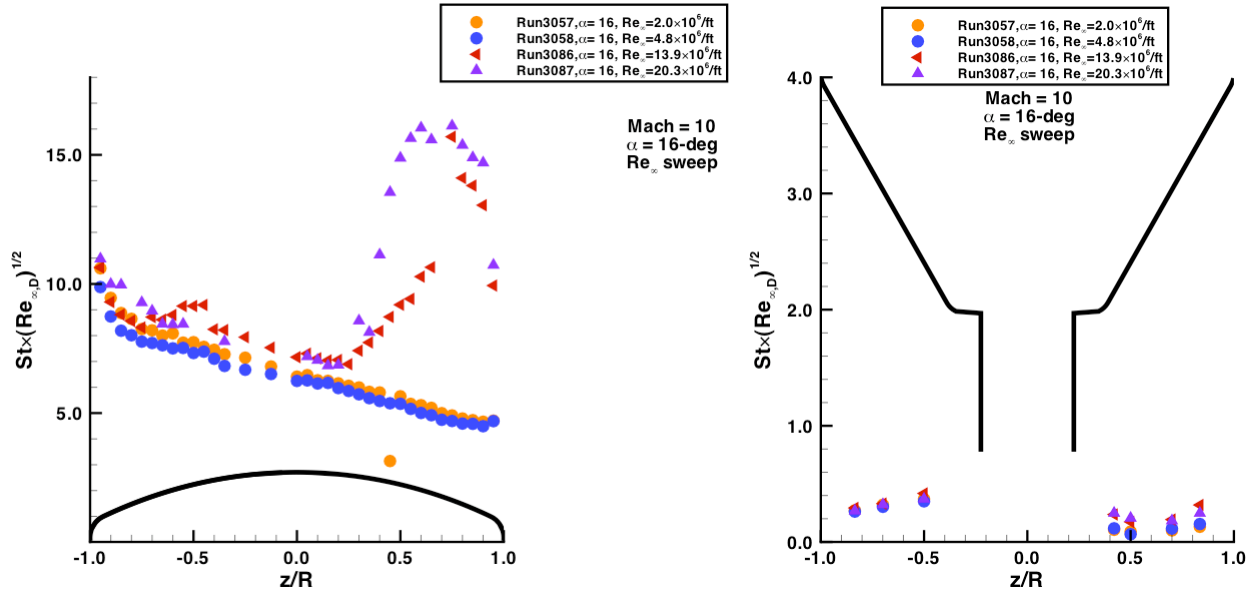 Run3057,α= 16, Re∞=2.0×10⁶/ft
Run3058,α= 16, Re∞=4.8×10⁶/ft
Run3086,α= 16, Re∞=13.9×10⁶/ft
Run3087,α= 16, Re∞=20.3×10⁶/ft
Mach = 10
α = 16-deg
Re∞ sweep
15.0
10.0
5.0
St×(Re∞,D)^1/2
-1.0
-0.5
0.0
0.5
1.0
z/R
Run3057,α= 16, Re∞=2.0×10⁶/ft
Run3058,α= 16, Re∞=4.8×10⁶/ft
Run3086,α= 16, Re∞=13.9×10⁶/ft
Run3087,α= 16, Re∞=20.3×10⁶/ft
Mach = 10
α = 16-deg
Re∞ sweep
4.0
3.0
2.0
1.0
0.0
St×(Re∞,D)^1/2
-1.0
-0.5
0.0
0.5
1.0
z/R